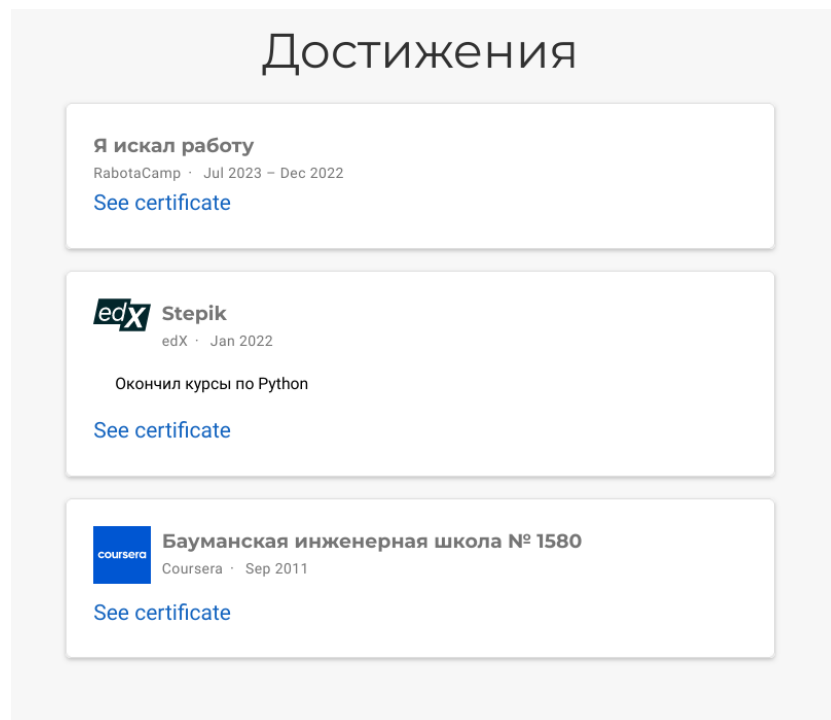 Достижения
Я искал работу
RabotaCamp · Jul 2023 – Dec 2022
See certificate
edX
Stepik
edX · Jan 2022
Окончил курсы по Python
See certificate
coursera
Бауманская инженерная школа № 1580
Coursera · Sep 2011
See certificate